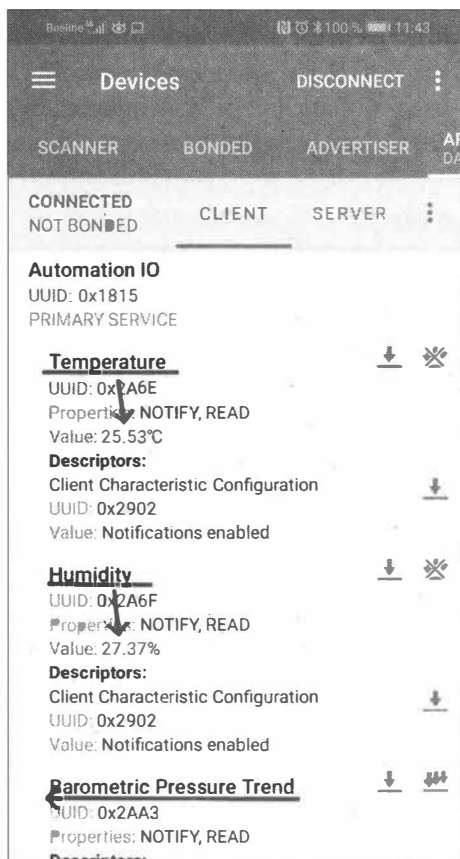 Beeline 100 % 11:43
Devices DISCONNECT
SCANNER BONDED ADVERTISER
CONNECTED
NOT BONDED CLIENT SERVER
Automation IO
UUID: 0x1815
PRIMARY SERVICE
Temperature
UUID: 0x2A6E
Properties: NOTIFY, READ
Value: 25.53°C
Descriptors:
Client Characteristic Configuration
UUID: 0x2902
Value: Notifications enabled
Humidity
UUID: 0x2A6F
Properties: NOTIFY, READ
Value: 27.37%
Descriptors:
Client Characteristic Configuration
UUID: 0x2902
Value: Notifications enabled
Barometric Pressure Trend
UUID: 0x2AA3
Properties: NOTIFY, READ
Descriptors: